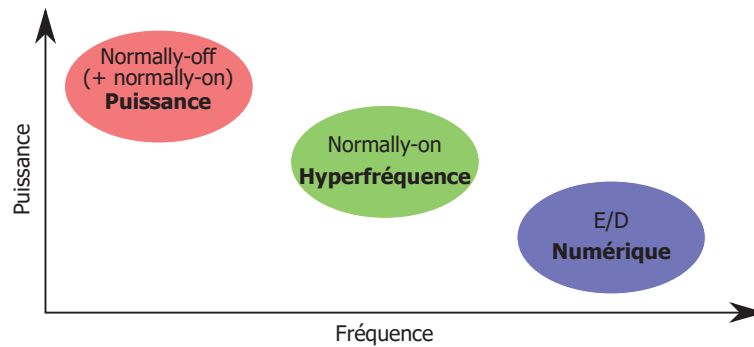 Puissance
Normally-off
(+ normally-on)
Puissance
Normally-on
Hyperfréquence
E/D
Numérique
Fréquence